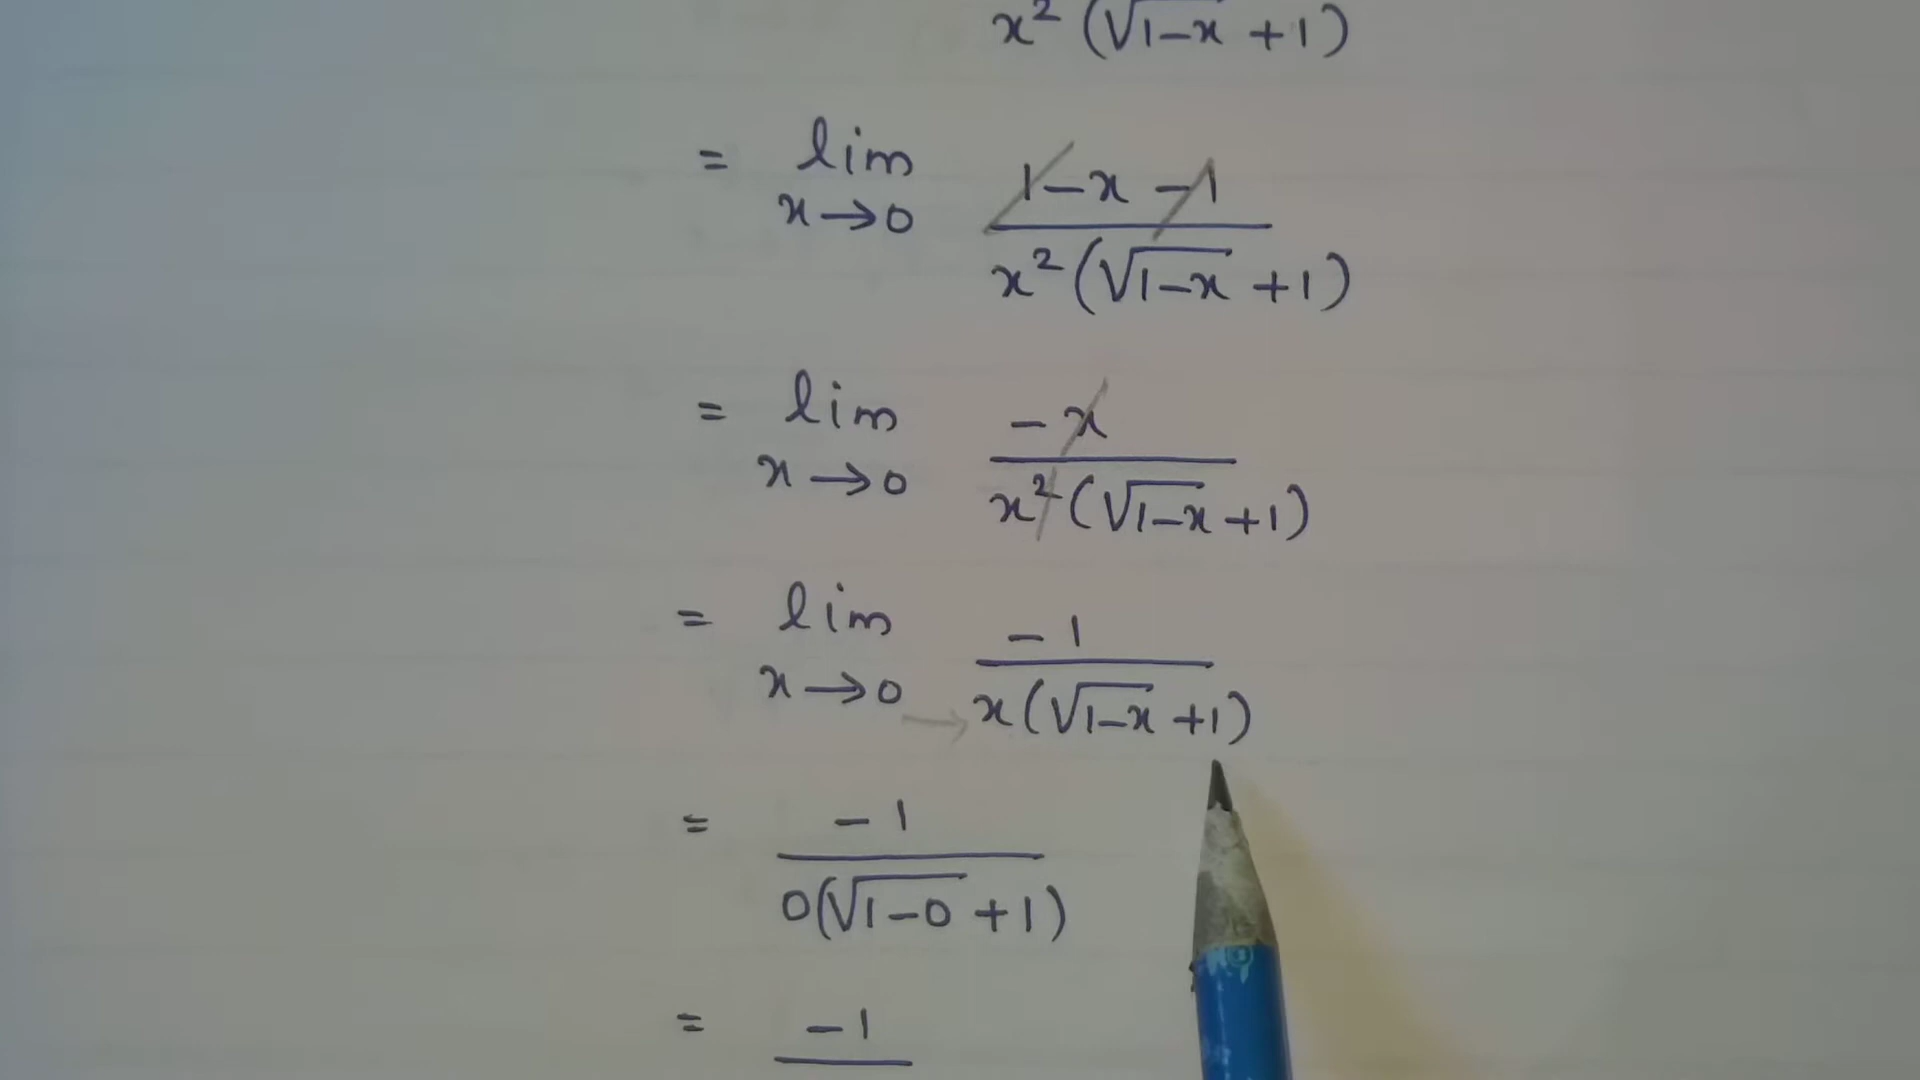 x² (√1-x +1)
= lim x→0 1-x-1 / x²(√1-x +1)
= lim x→0 -x / x²(√1-x +1)
= lim x→0 -1 / x(√1-x +1)
= -1 / 0(√1-0 +1)
= -1